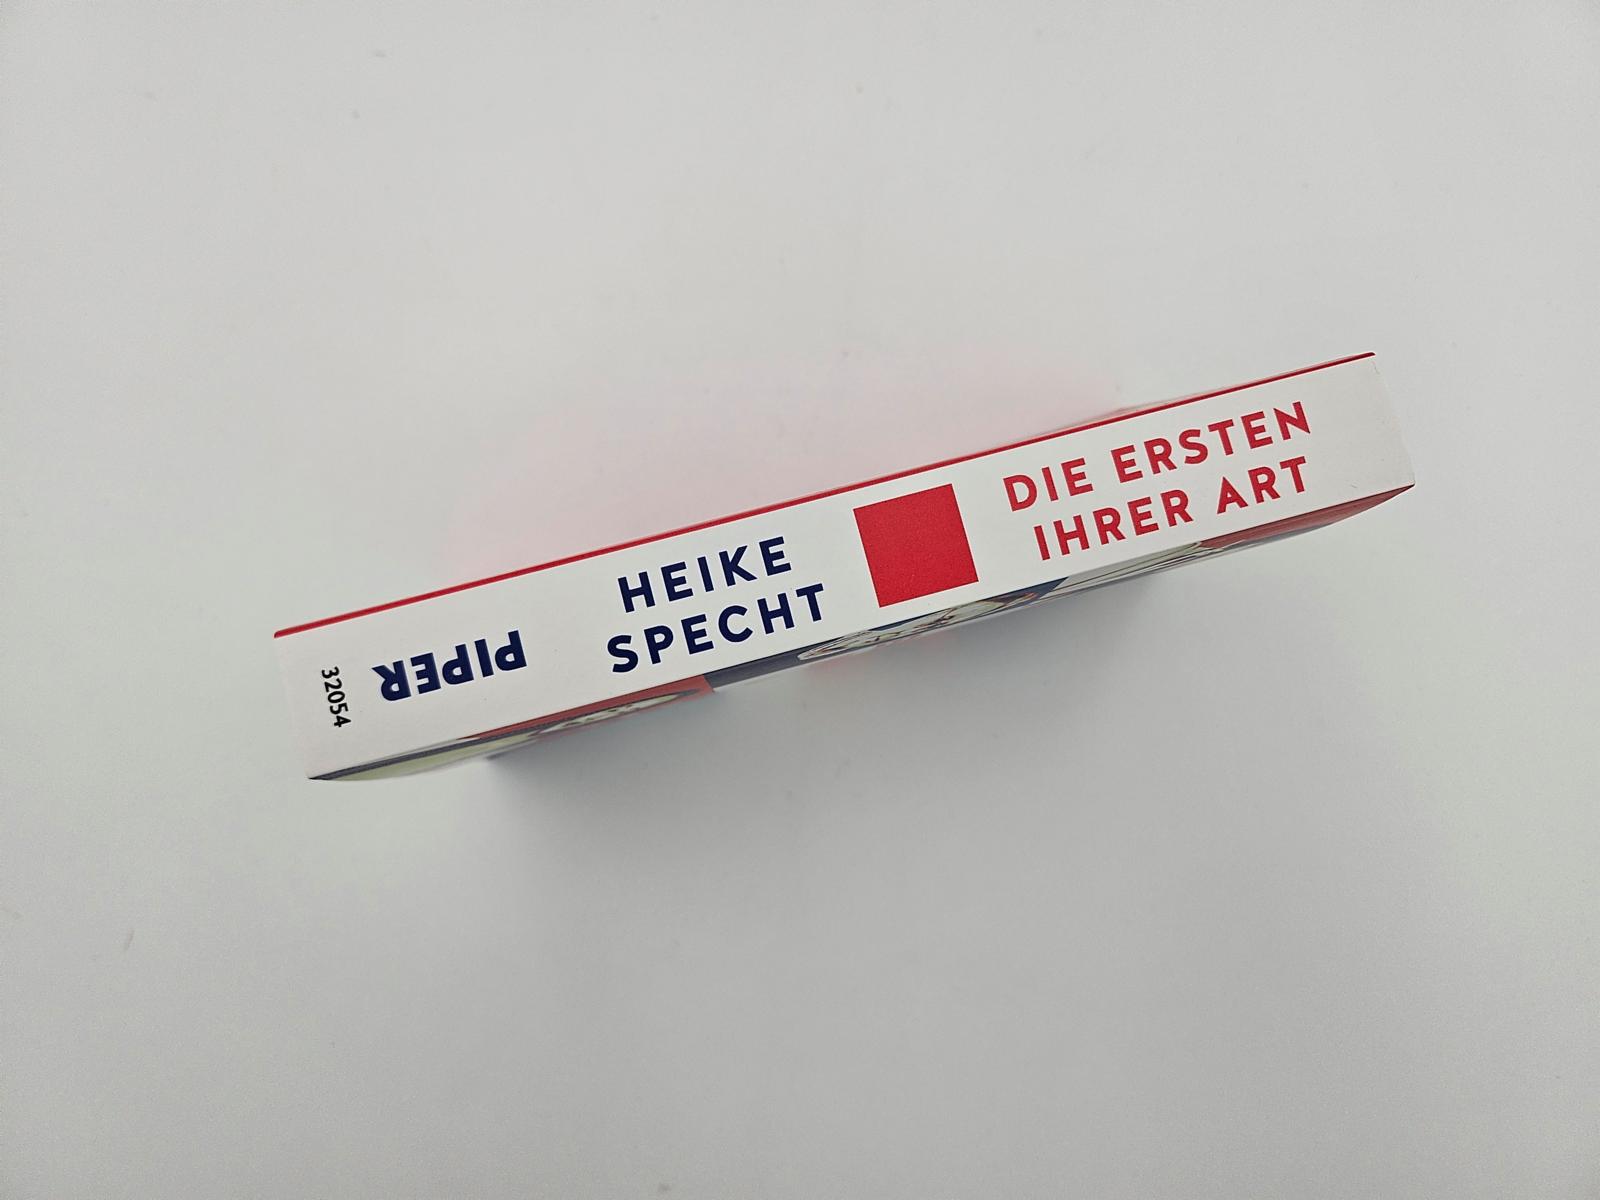 HEIKE
SPECHT
DIE ERSTEN
IHRER ART
PIPER
32054